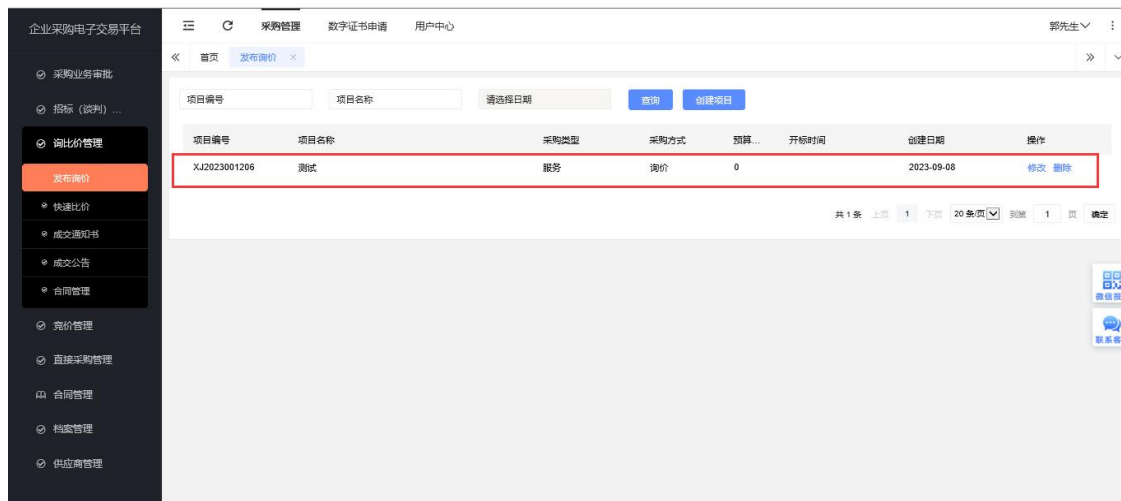 企业采购电子交易平台
采购管理 数字证书申请 用户中心 郭先生
首页 发布询价 ×
采购业务审批
招标（谈判）...
询比价管理
发布询价
快速比价
成交通知书
成交公告
合同管理
竞价管理
直接采购管理
合同管理
档案管理
供应商管理
项目编号 项目名称 请选择日期 查询 创建项目
项目编号 项目名称 采购类型 采购方式 预算... 开标时间 创建日期 操作
XJ2023001206 测试 服务 询价 0 2023-09-08 修改 删除
共 1 条 上页 1 下页 20 条/页 到第 1 页 确定
微信
联系客